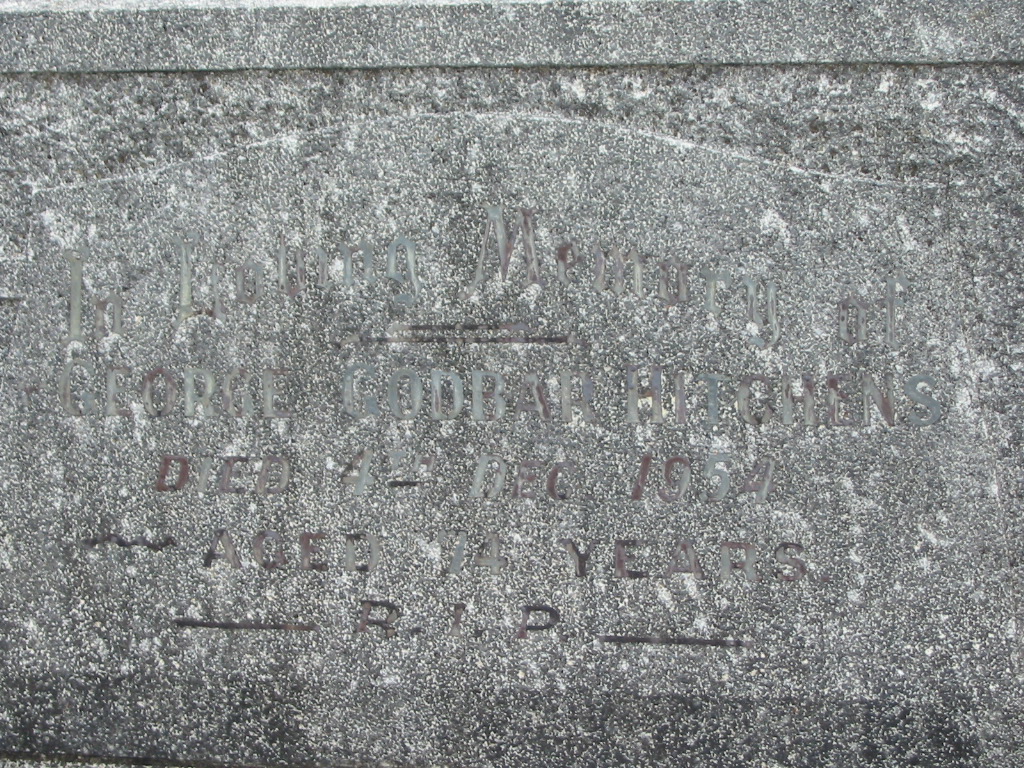 In Loving Memory of
GEORGE GODBAR HITCHENS
DIED 4TH DEC 1954
AGED 74 YEARS.
R.I.P.